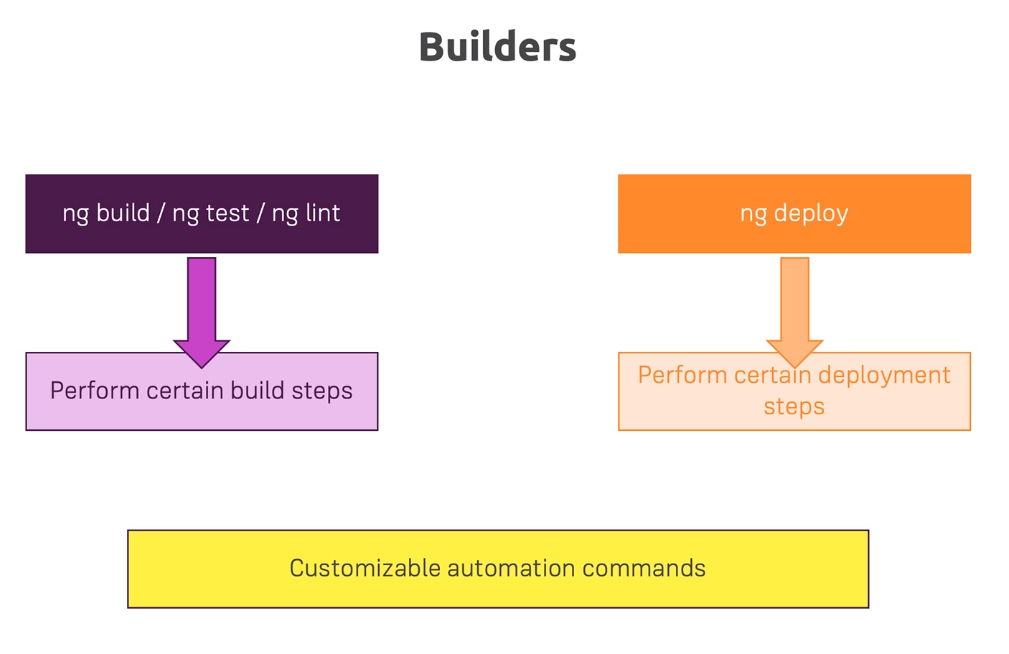 Builders
ng build / ng test / ng lint
ng deploy
Perform certain build steps
Perform certain deployment
steps
Customizable automation commands